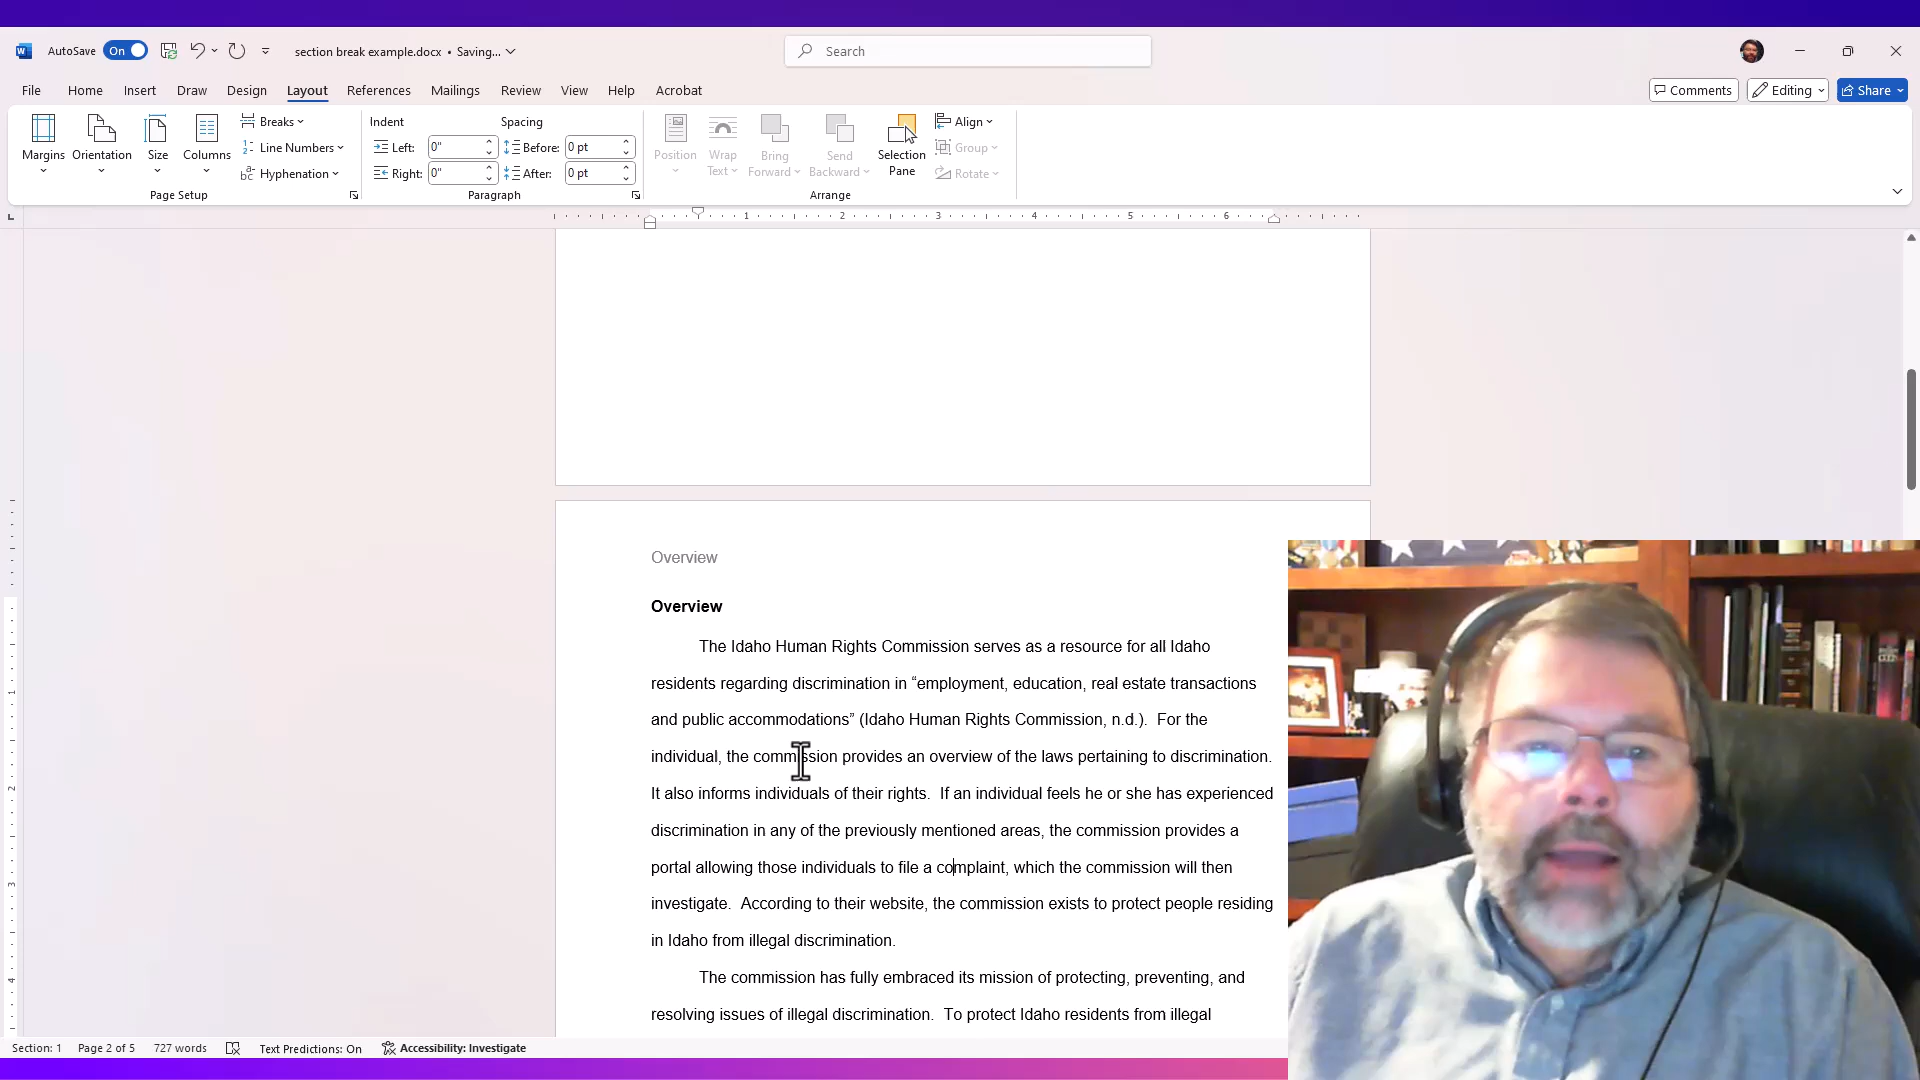 AutoSave On section break example.docx • Saving... Search
File Home Insert Draw Design Layout References Mailings Review View Help Acrobat Comments Editing Share
Margins Orientation Size Columns
Breaks
Line Numbers
Hyphenation
Page Setup
Indent Spacing
Left: 0" Before: 0 pt
Right: 0" After: 0 pt
Paragraph
Position Wrap Text Bring Forward Send Backward Selection Pane
Align
Group
Rotate
Arrange
1 2 3 4 5 6
Overview
Overview
The Idaho Human Rights Commission serves as a resource for all Idaho
residents regarding discrimination in “employment, education, real estate transactions
and public accommodations” (Idaho Human Rights Commission, n.d.).  For the
individual, the commission provides an overview of the laws pertaining to discrimination.
It also informs individuals of their rights.  If an individual feels he or she has experienced
discrimination in any of the previously mentioned areas, the commission provides a
portal allowing those individuals to file a complaint, which the commission will then
investigate.  According to their website, the commission exists to protect people residing
in Idaho from illegal discrimination.
The commission has fully embraced its mission of protecting, preventing, and
resolving issues of illegal discrimination.  To protect Idaho residents from illegal
1
2
3
4
Section: 1 Page 2 of 5 727 words Text Predictions: On Accessibility: Investigate